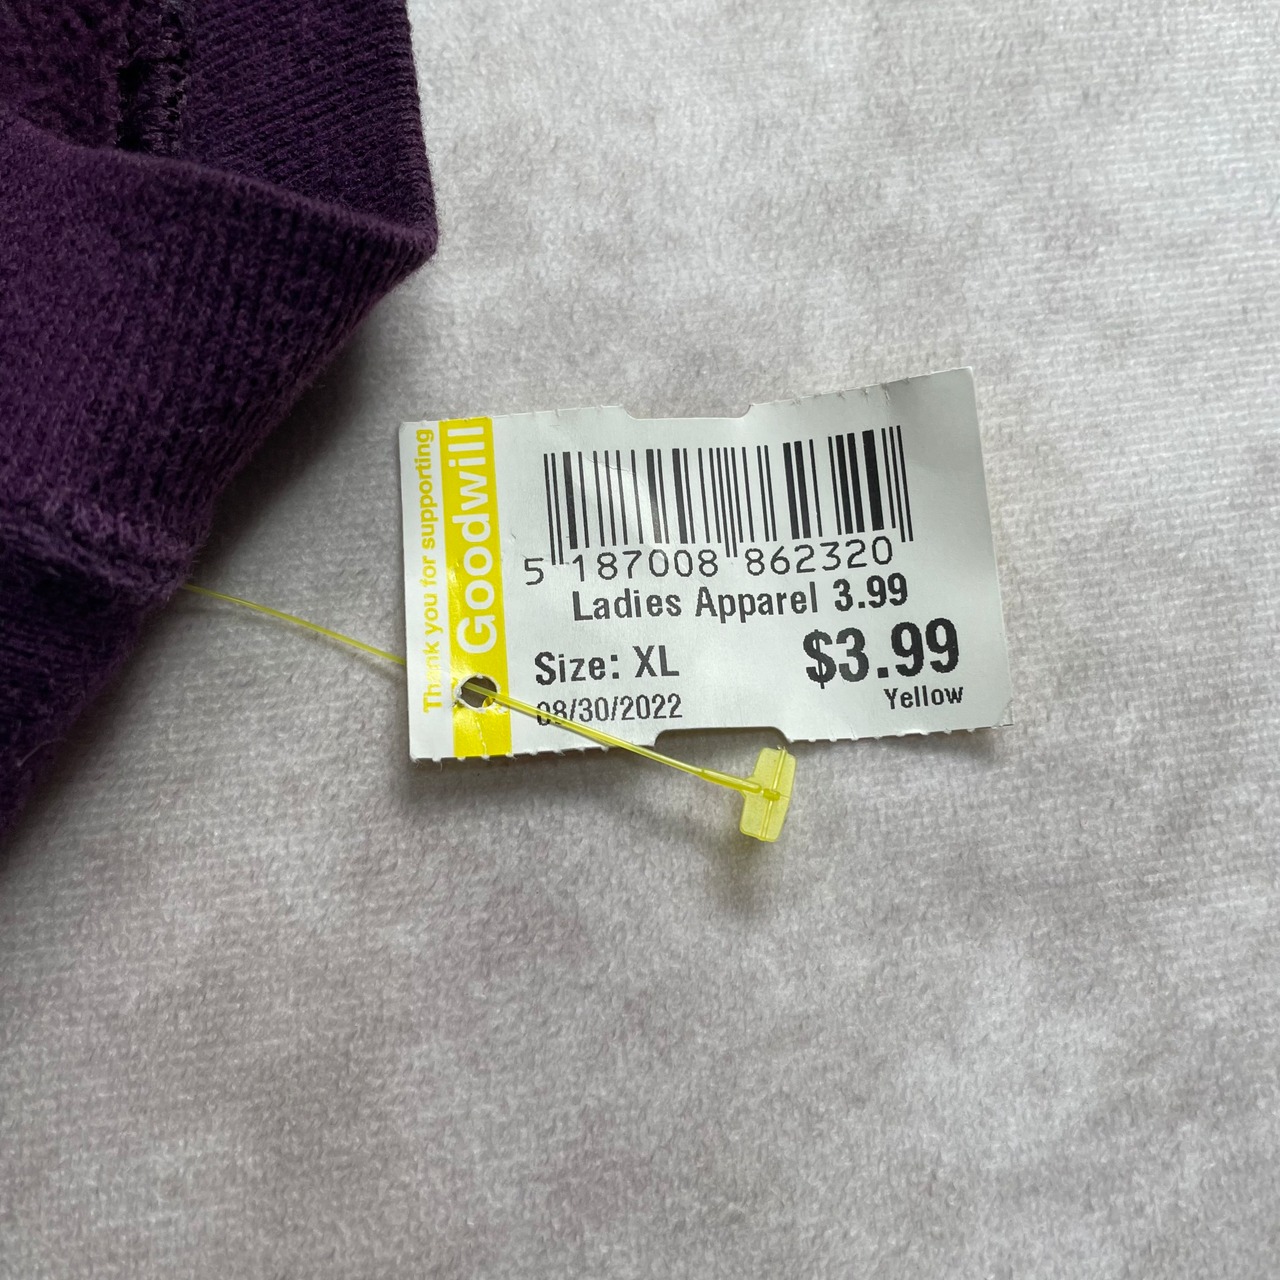 Thank you for supporting
Goodwill
5 187008 862320
Ladies Apparel 3.99
Size: XL
$3.99
08/30/2022
Yellow